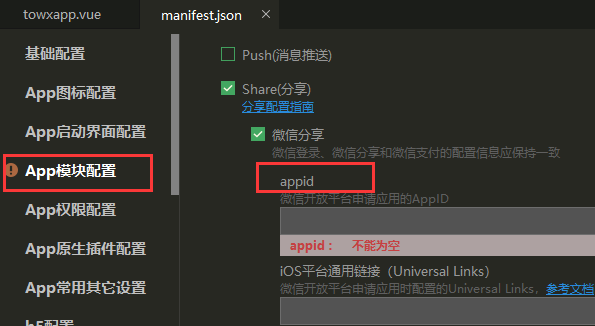 towxapp.vue
manifest.json
基础配置
App图标配置
App启动界面配置
App模块配置
App权限配置
App原生插件配置
App常用其它设置
h5配置
Push(消息推送)
Share(分享)
分享配置指南
微信分享
微信登录、微信分享和微信支付的配置信息应保持一致
appid
微信开放平台申请应用的AppID
appid： 不能为空
iOS平台通用链接（Universal Links）
微信开放平台申请应用时配置的Universal Links，参考文档